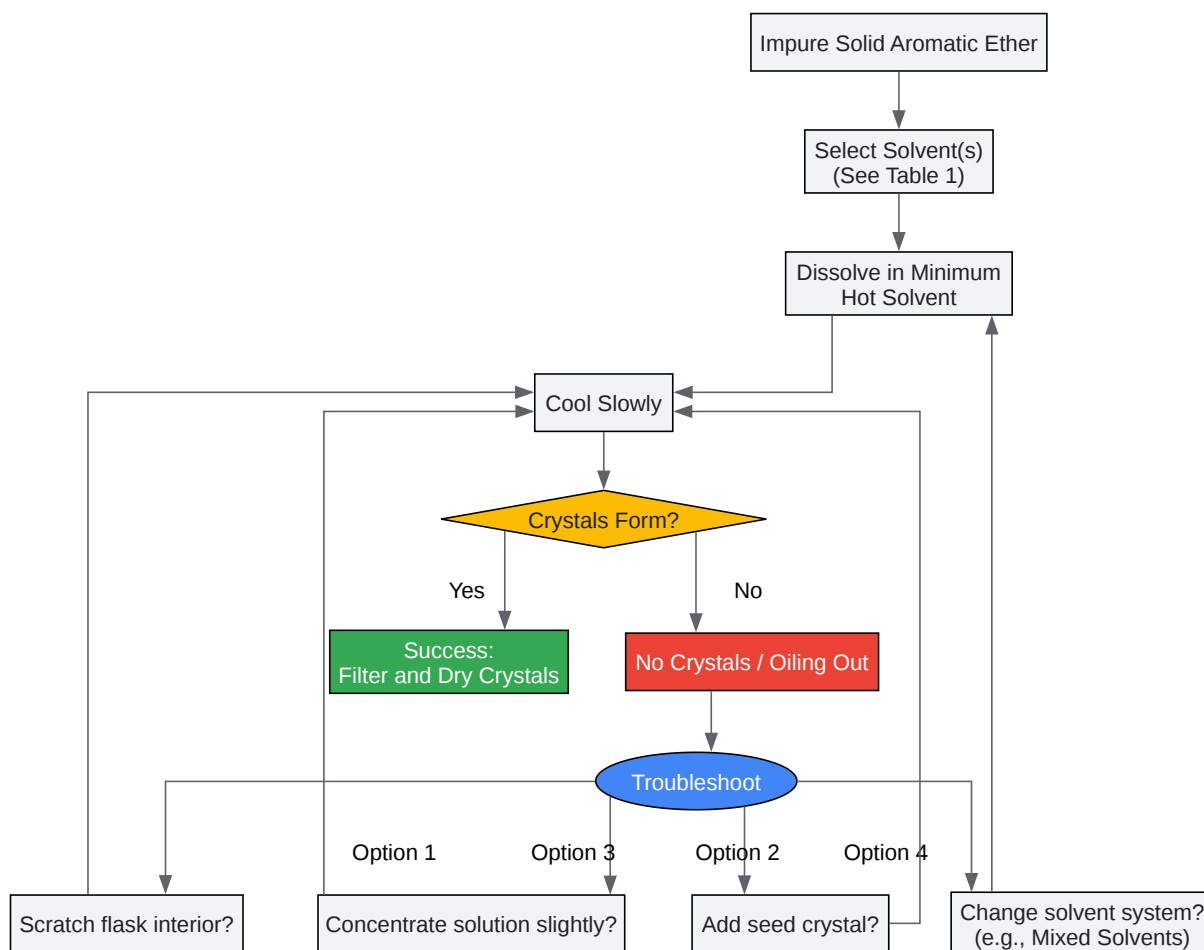 Impure Solid Aromatic Ether
Select Solvent(s)
(See Table 1)
Dissolve in Minimum
Hot Solvent
Cool Slowly
Crystals Form?
Yes
No
Success:
Filter and Dry Crystals
No Crystals / Oiling Out
Troubleshoot
Option 1
Option 3
Option 2
Option 4
Scratch flask interior?
Concentrate solution slightly?
Add seed crystal?
Change solvent system?
(e.g., Mixed Solvents)